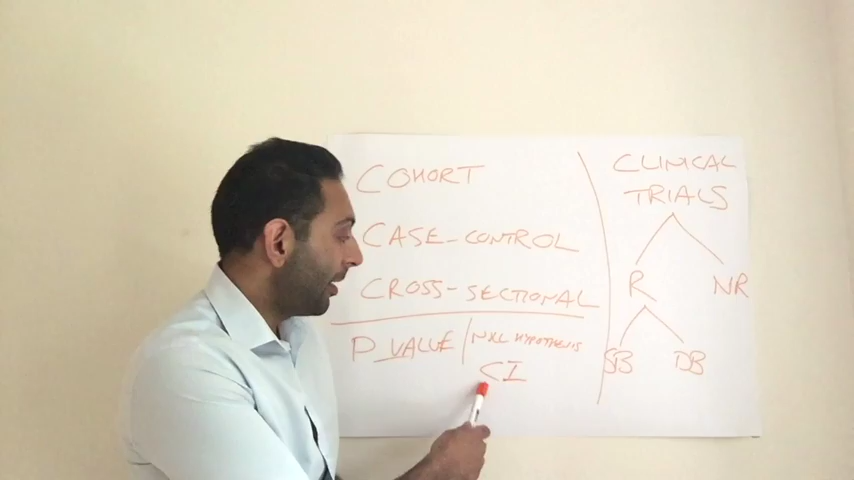 COHORT
CASE-CONTROL
CROSS-SECTIONAL
P VALUE
NULL HYPOTHESIS
CI
CLINICAL
TRIALS
R NR
SB DB